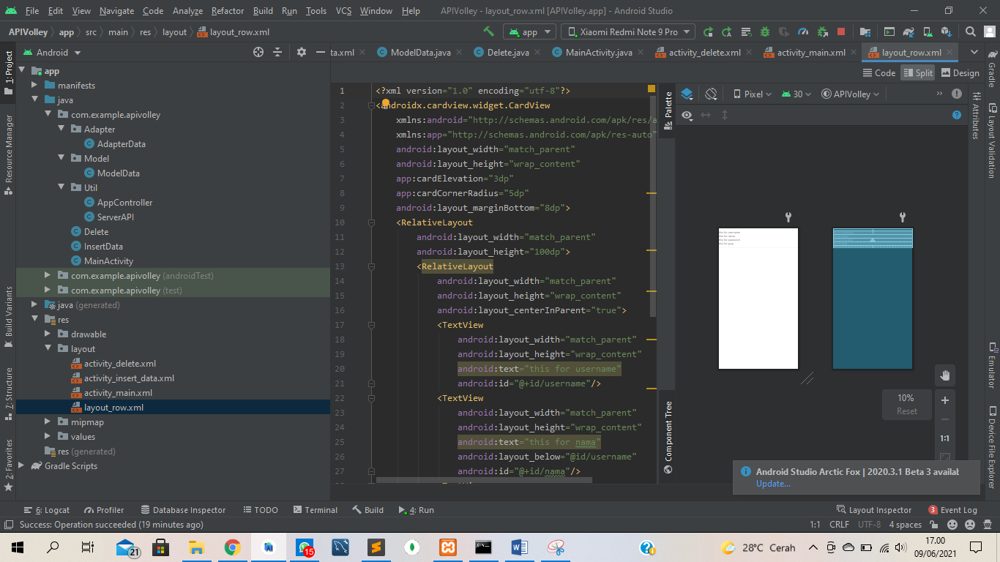 File Edit View Navigate Code Analyze Refactor Build Run Tools VCS Window Help APIVolley - layout_row.xml [APIVolley.app] - Android Studio
APIVolley app src main res layout layout_row.xml app Xiaomi Redmi Note 9 Pro
Android ta.xml ModelData.java Delete.java MainActivity.java activity_delete.xml activity_main.xml layout_row.xml
Code Split Design
Pixel 30 APIVolley
1: Project
Resource Manager
Build Variants
7: Structure
2: Favorites
app
manifests
java
com.example.apivolley
Adapter
AdapterData
Model
ModelData
Util
AppController
ServerAPI
Delete
InsertData
MainActivity
com.example.apivolley (androidTest)
com.example.apivolley (test)
java (generated)
res
drawable
layout
activity_delete.xml
activity_insert_data.xml
activity_main.xml
layout_row.xml
mipmap
values
res (generated)
Gradle Scripts
1 <?xml version="1.0" encoding="utf-8"?>
2 <androidx.cardview.widget.CardView
3 xmlns:android="http://schemas.android.com/apk/res/a
4 xmlns:app="http://schemas.android.com/apk/res-auto"
5 android:layout_width="match_parent"
6 android:layout_height="wrap_content"
7 app:cardElevation="3dp"
8 app:cardCornerRadius="5dp"
9 android:layout_marginBottom="8dp">
10 <RelativeLayout
11 android:layout_width="match_parent"
12 android:layout_height="100dp">
13 <RelativeLayout
14 android:layout_width="match_parent"
15 android:layout_height="wrap_content"
16 android:layout_centerInParent="true">
17 <TextView
18 android:layout_width="match_parent"
19 android:layout_height="wrap_content"
20 android:text="this for username"
21 android:id="@+id/username"/>
22 <TextView
23 android:layout_width="match_parent"
24 android:layout_height="wrap_content"
25 android:text="this for nama"
26 android:layout_below="@id/username"
27 android:id="@+id/nama"/>
Palette
Component Tree
Attributes
Gradle
Layout Validation
Emulator
Device File Explorer
10%
Reset
1:1
Android Studio Arctic Fox | 2020.3.1 Beta 3 availal
Update...
6: Logcat Profiler Database Inspector TODO Terminal Build 4: Run Layout Inspector 3 Event Log
Success: Operation succeeded (19 minutes ago) 1:1 CRLF UTF-8 4 spaces
21 15 28°C Cerah 17.00
09/06/2021